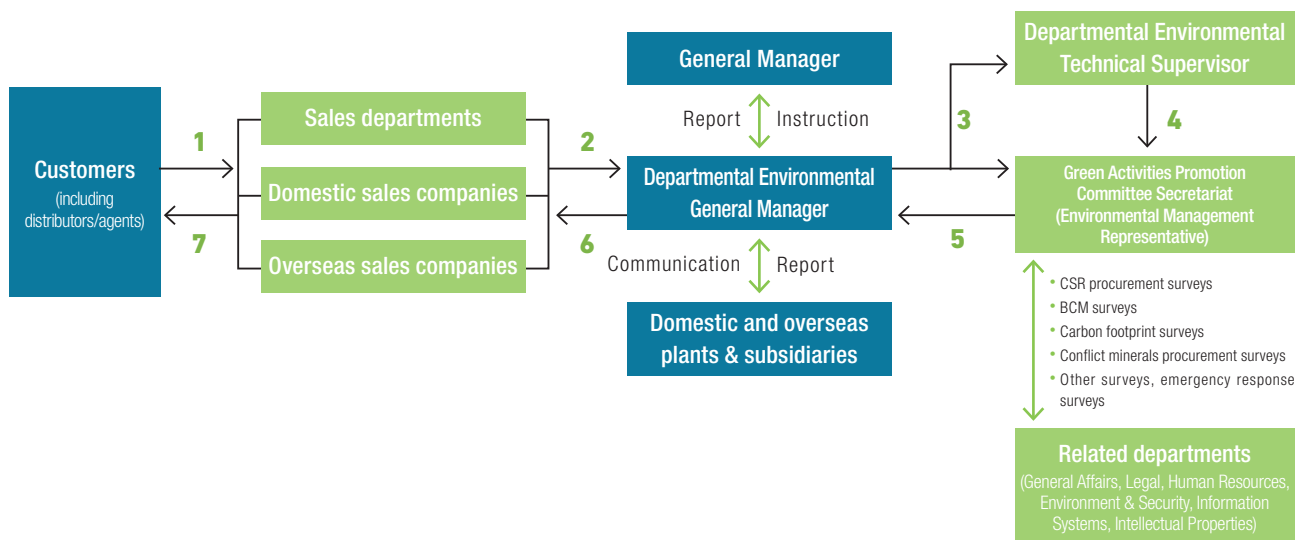 Customers
(including
distributors/agents)
1
7
Sales departments
Domestic sales companies
Overseas sales companies
2
6
General Manager
Report
Instruction
Departmental Environmental
General Manager
Communication
Report
Domestic and overseas
plants & subsidiaries
3
5
Departmental Environmental
Technical Supervisor
4
Green Activities Promotion
Committee Secretariat
(Environmental Management
Representative)
• CSR procurement surveys
• BCM surveys
• Carbon footprint surveys
• Conflict minerals procurement surveys
• Other surveys, emergency response
surveys
Related departments
(General Affairs, Legal, Human Resources,
Environment & Security, Information
Systems, Intellectual Properties)